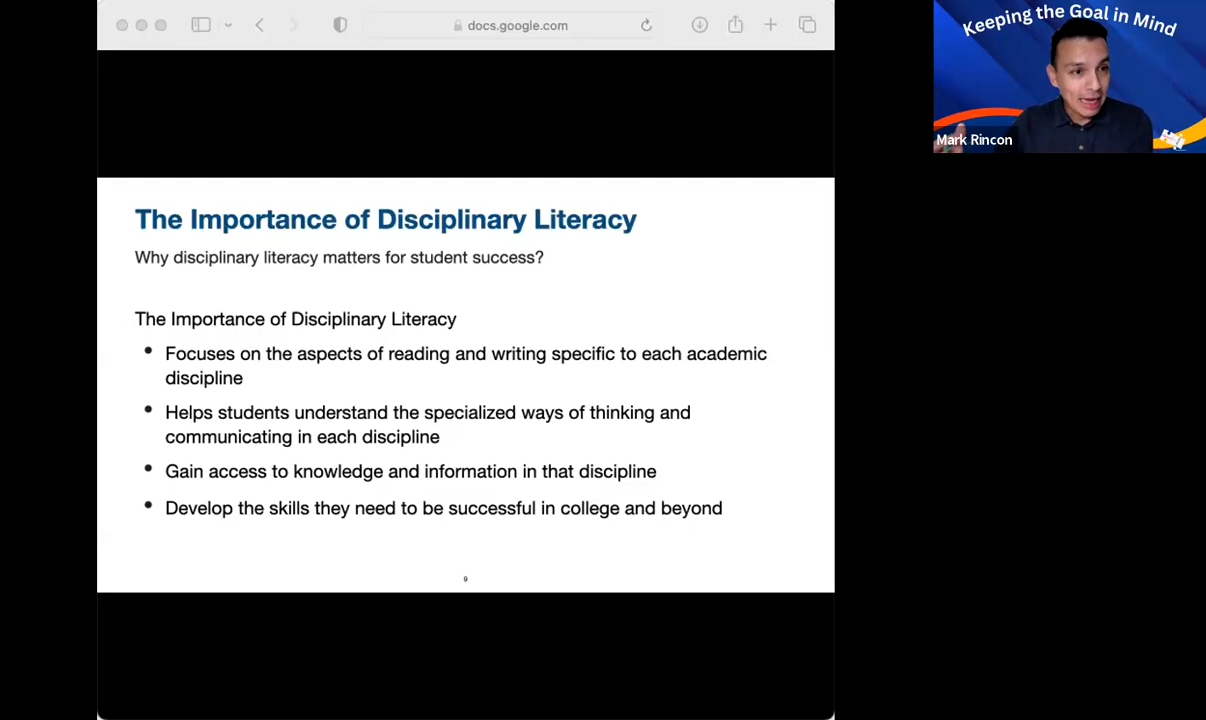 docs.google.com
Keeping the Goal in Mind
Mark Rincon
The Importance of Disciplinary Literacy
Why disciplinary literacy matters for student success?
The Importance of Disciplinary Literacy
• Focuses on the aspects of reading and writing specific to each academic
discipline
• Helps students understand the specialized ways of thinking and
communicating in each discipline
• Gain access to knowledge and information in that discipline
• Develop the skills they need to be successful in college and beyond
9